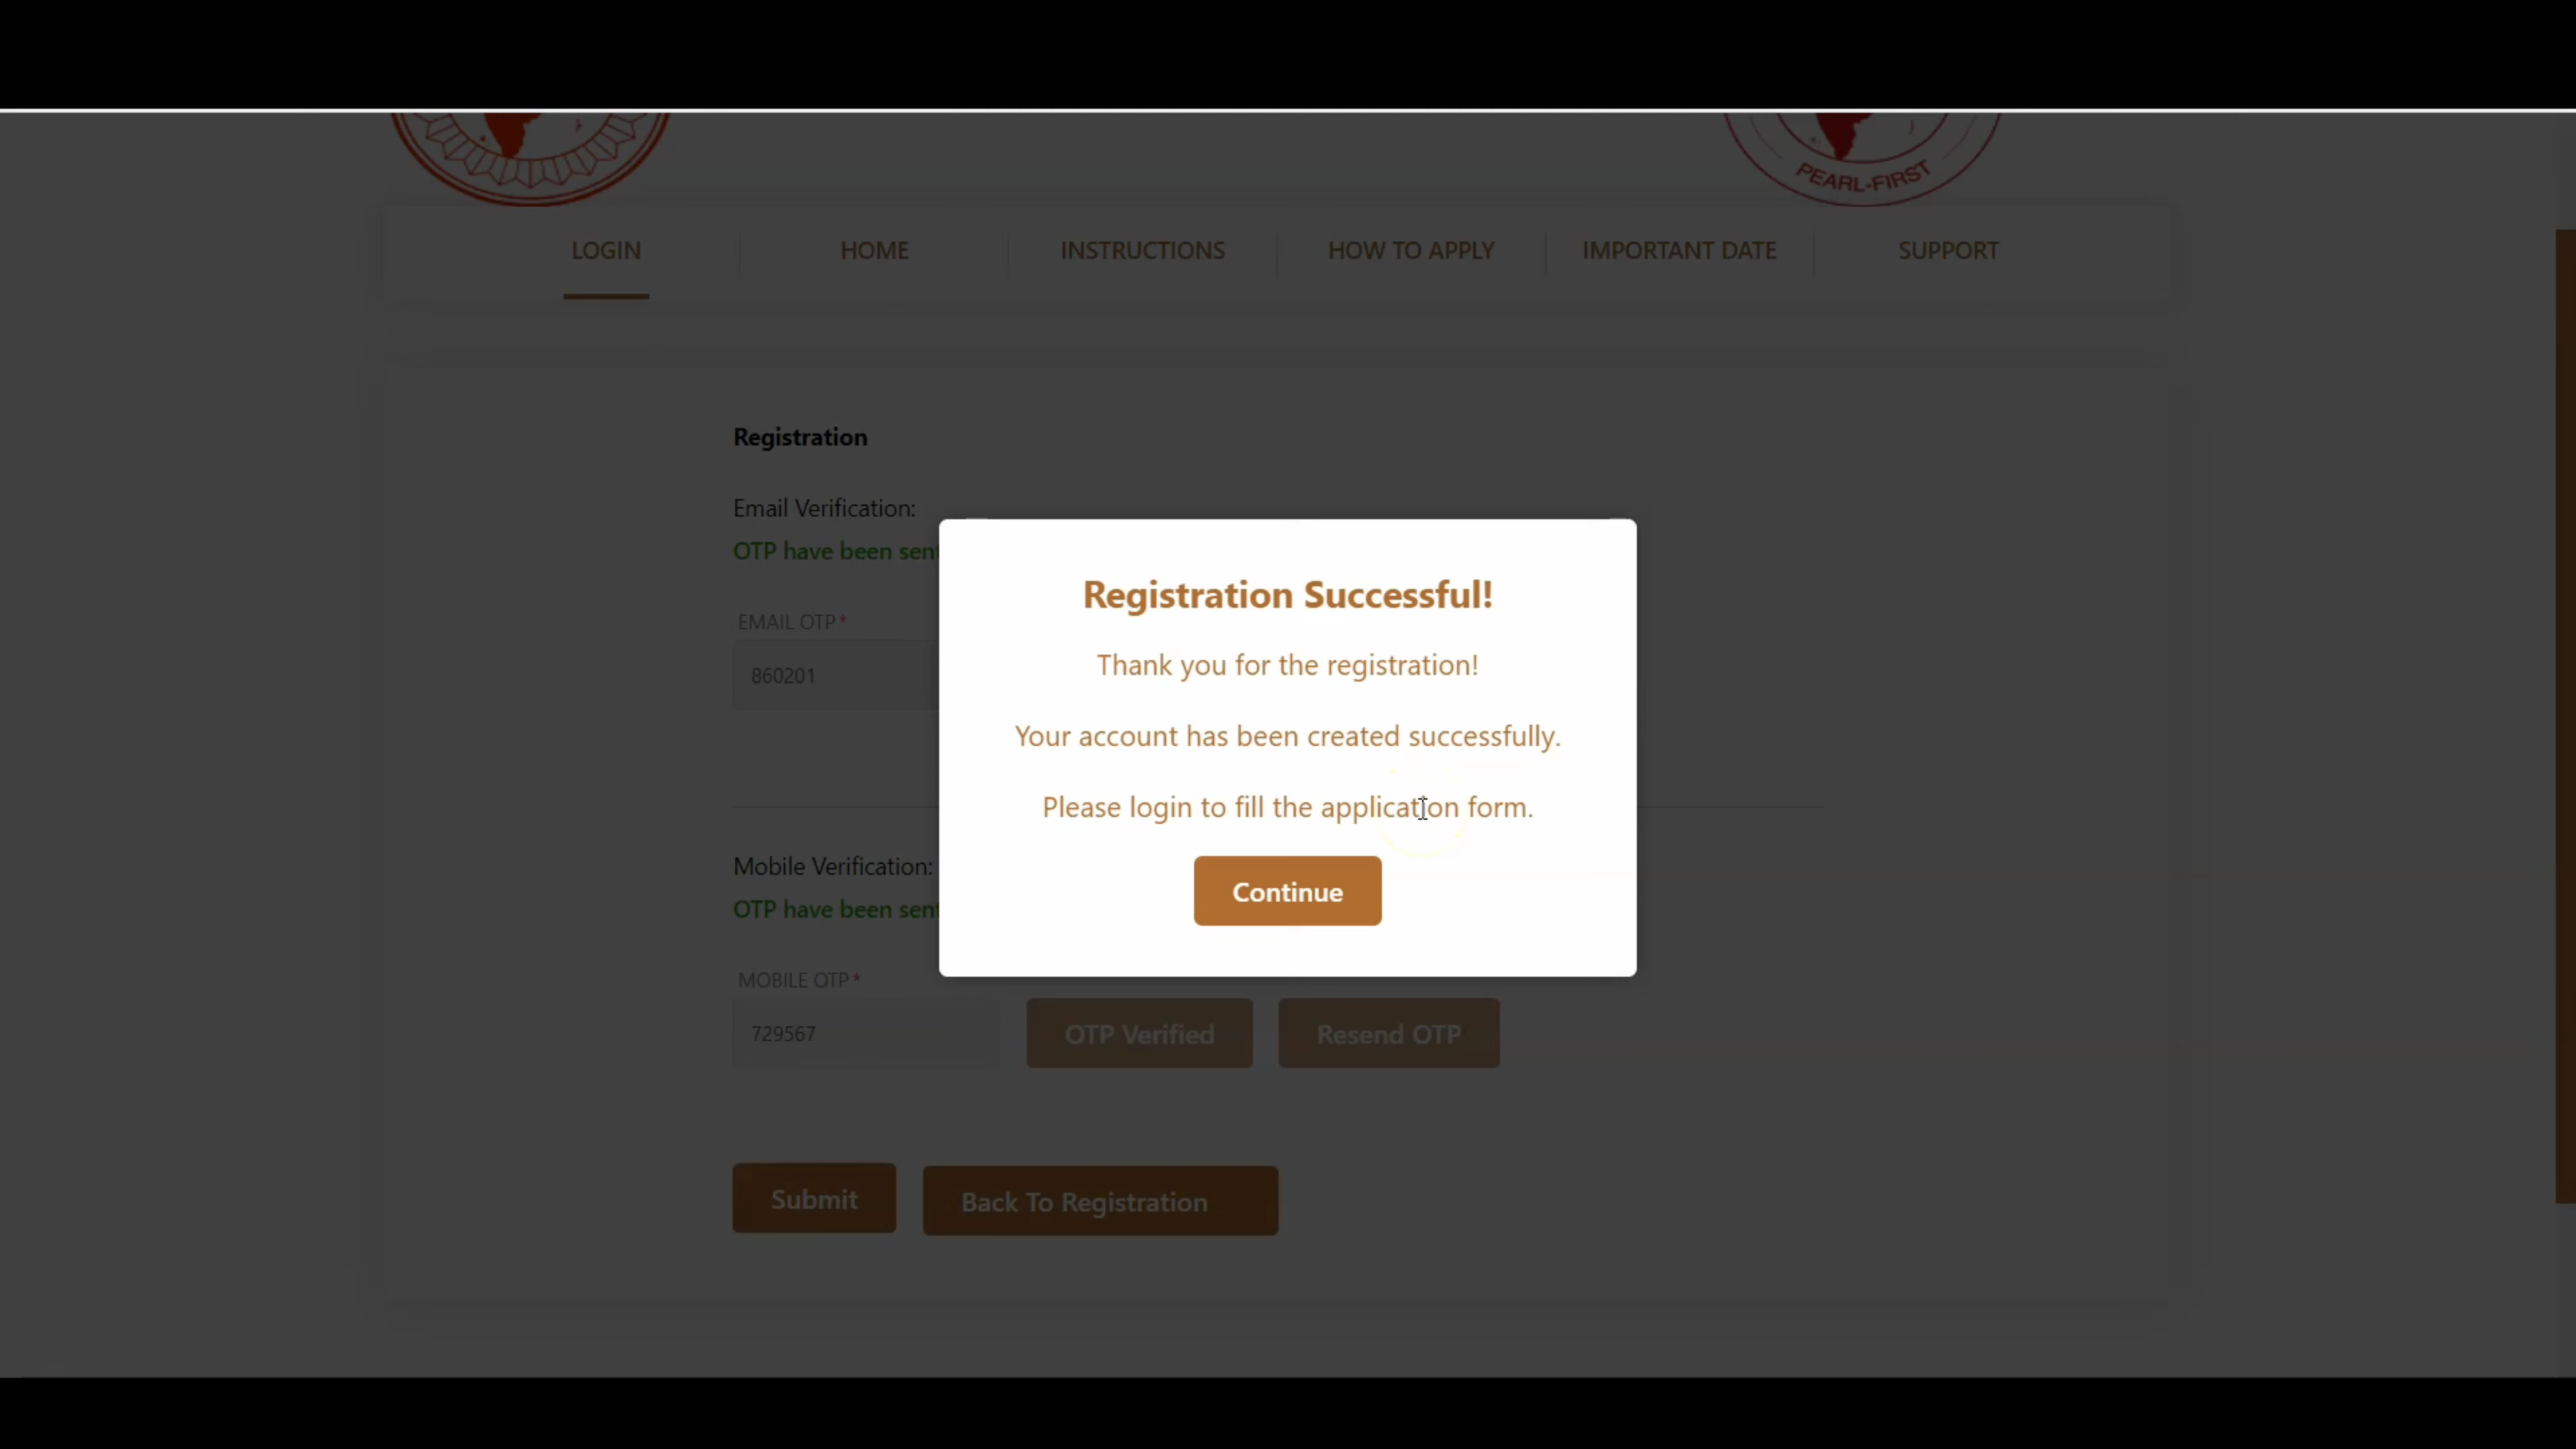 PEARL-FIRST
LOGIN
HOME
INSTRUCTIONS
HOW TO APPLY
IMPORTANT DATE
SUPPORT
Registration
Email Verification:
OTP have been sent
EMAIL OTP*
860201
Registration Successful!
Thank you for the registration!
Your account has been created successfully.
Please login to fill the application form.
Continue
Mobile Verification:
OTP have been sent
MOBILE OTP*
729567
OTP Verified
Resend OTP
Submit
Back To Registration